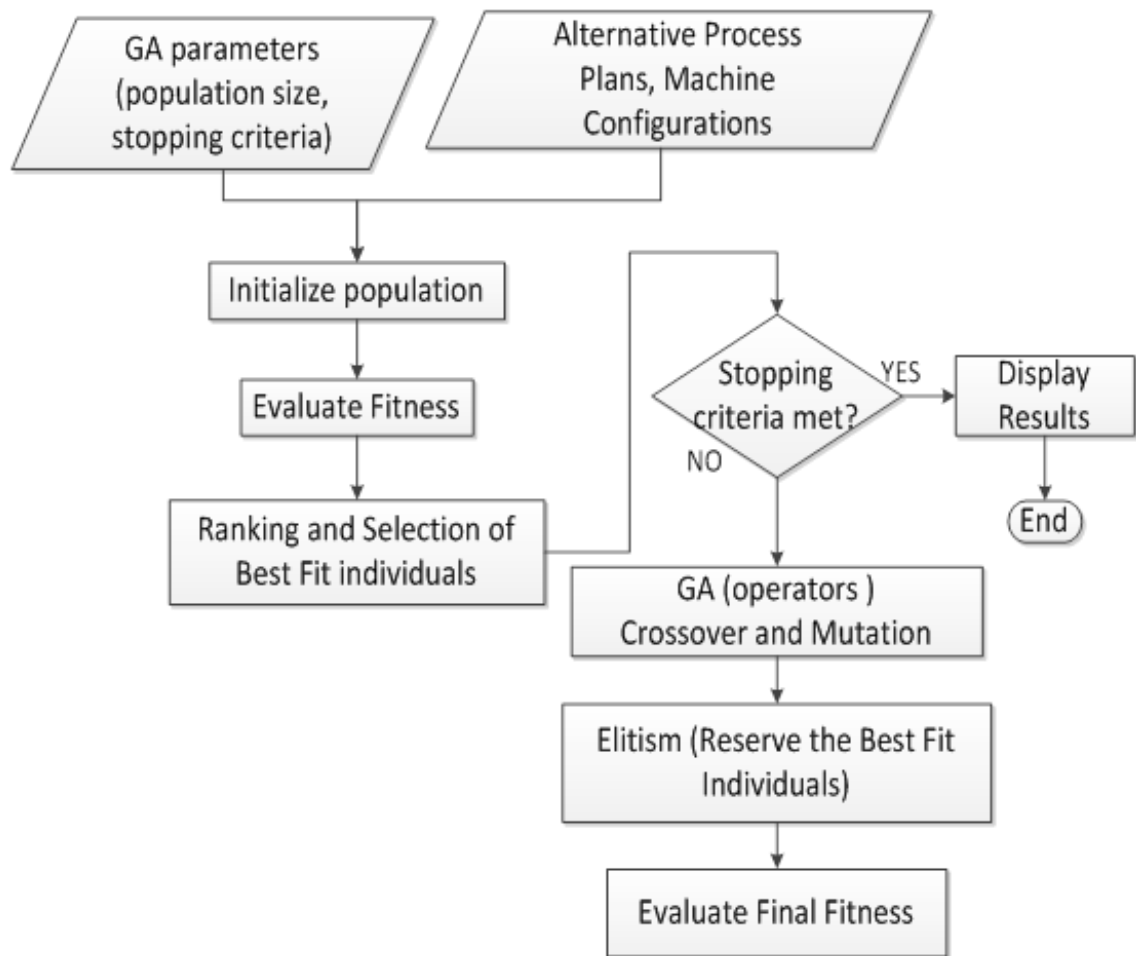 GA parameters
(population size,
stopping criteria)
Alternative Process
Plans, Machine
Configurations
Initialize population
Evaluate Fitness
Ranking and Selection of
Best Fit individuals
Stopping
criteria met?
YES
NO
Display
Results
End
GA (operators )
Crossover and Mutation
Elitism (Reserve the Best Fit
Individuals)
Evaluate Final Fitness